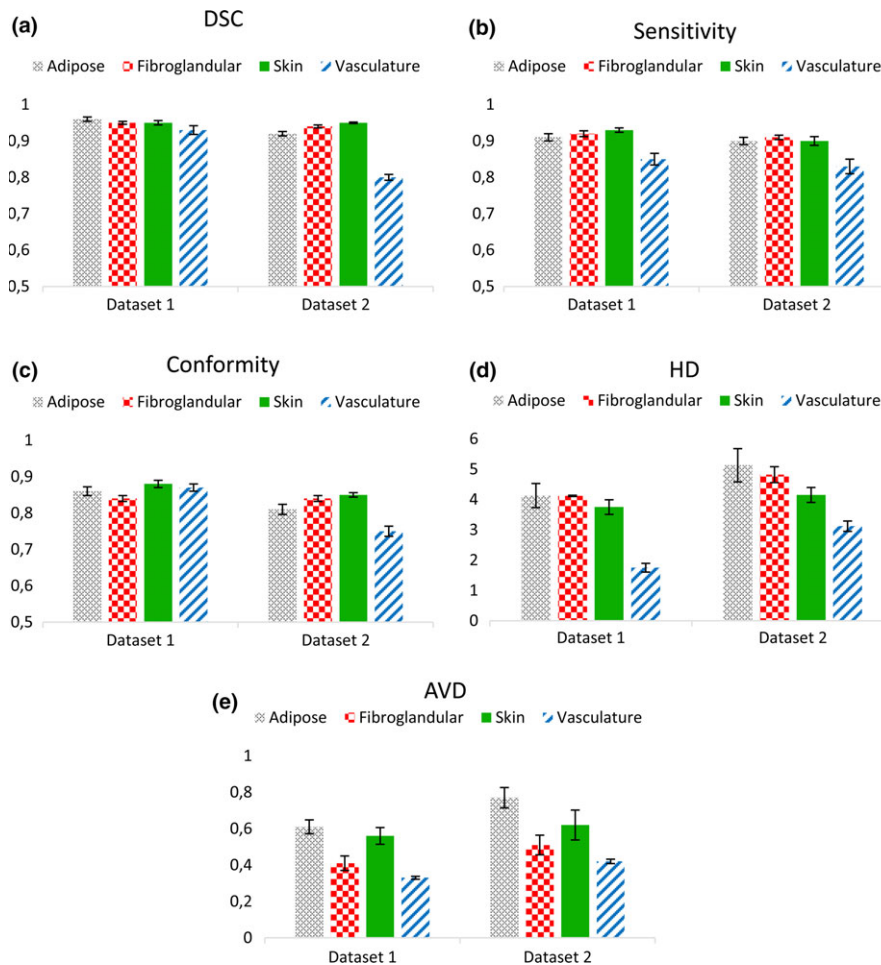 (a) DSC
Adipose Fibroglandular Skin Vasculature
1
0,9
0,8
0,7
0,6
0,5
Dataset 1 Dataset 2
(b) Sensitivity
Adipose Fibroglandular Skin Vasculature
1
0,9
0,8
0,7
0,6
0,5
Dataset 1 Dataset 2
(c) Conformity
Adipose Fibroglandular Skin Vasculature
1
0,9
0,8
0,7
0,6
0,5
Dataset 1 Dataset 2
(d) HD
Adipose Fibroglandular Skin Vasculature
6
5
4
3
2
1
0
Dataset 1 Dataset 2
(e) AVD
Adipose Fibroglandular Skin Vasculature
1
0,8
0,6
0,4
0,2
0
Dataset 1 Dataset 2